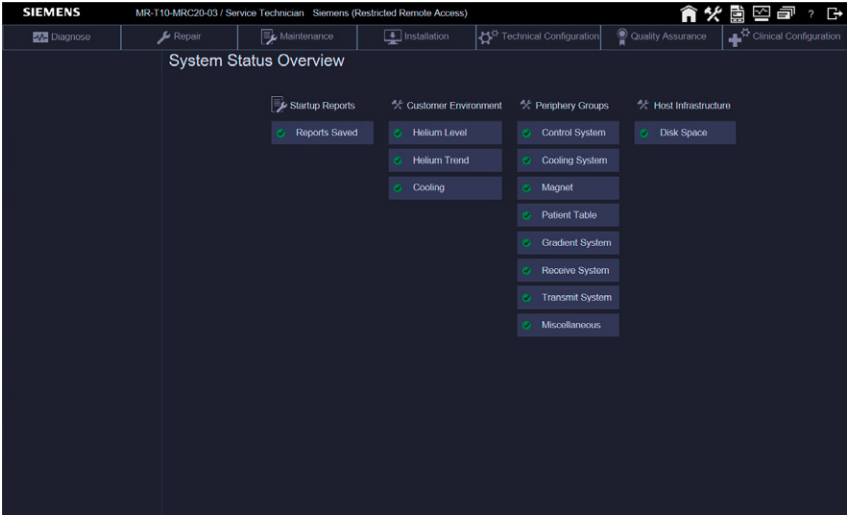 SIEMENS MR-T10-MRC20-03 / Service Technician Siemens (Restricted Remote Access) ?
Diagnose Repair Maintenance Installation Technical Configuration Quality Assurance Clinical Configuration
System Status Overview
Startup Reports Customer Environment Periphery Groups Host Infrastructure
Reports Saved Helium Level Control System Disk Space
Helium Trend Cooling System
Cooling Magnet
Patient Table
Gradient System
Receive System
Transmit System
Miscellaneous